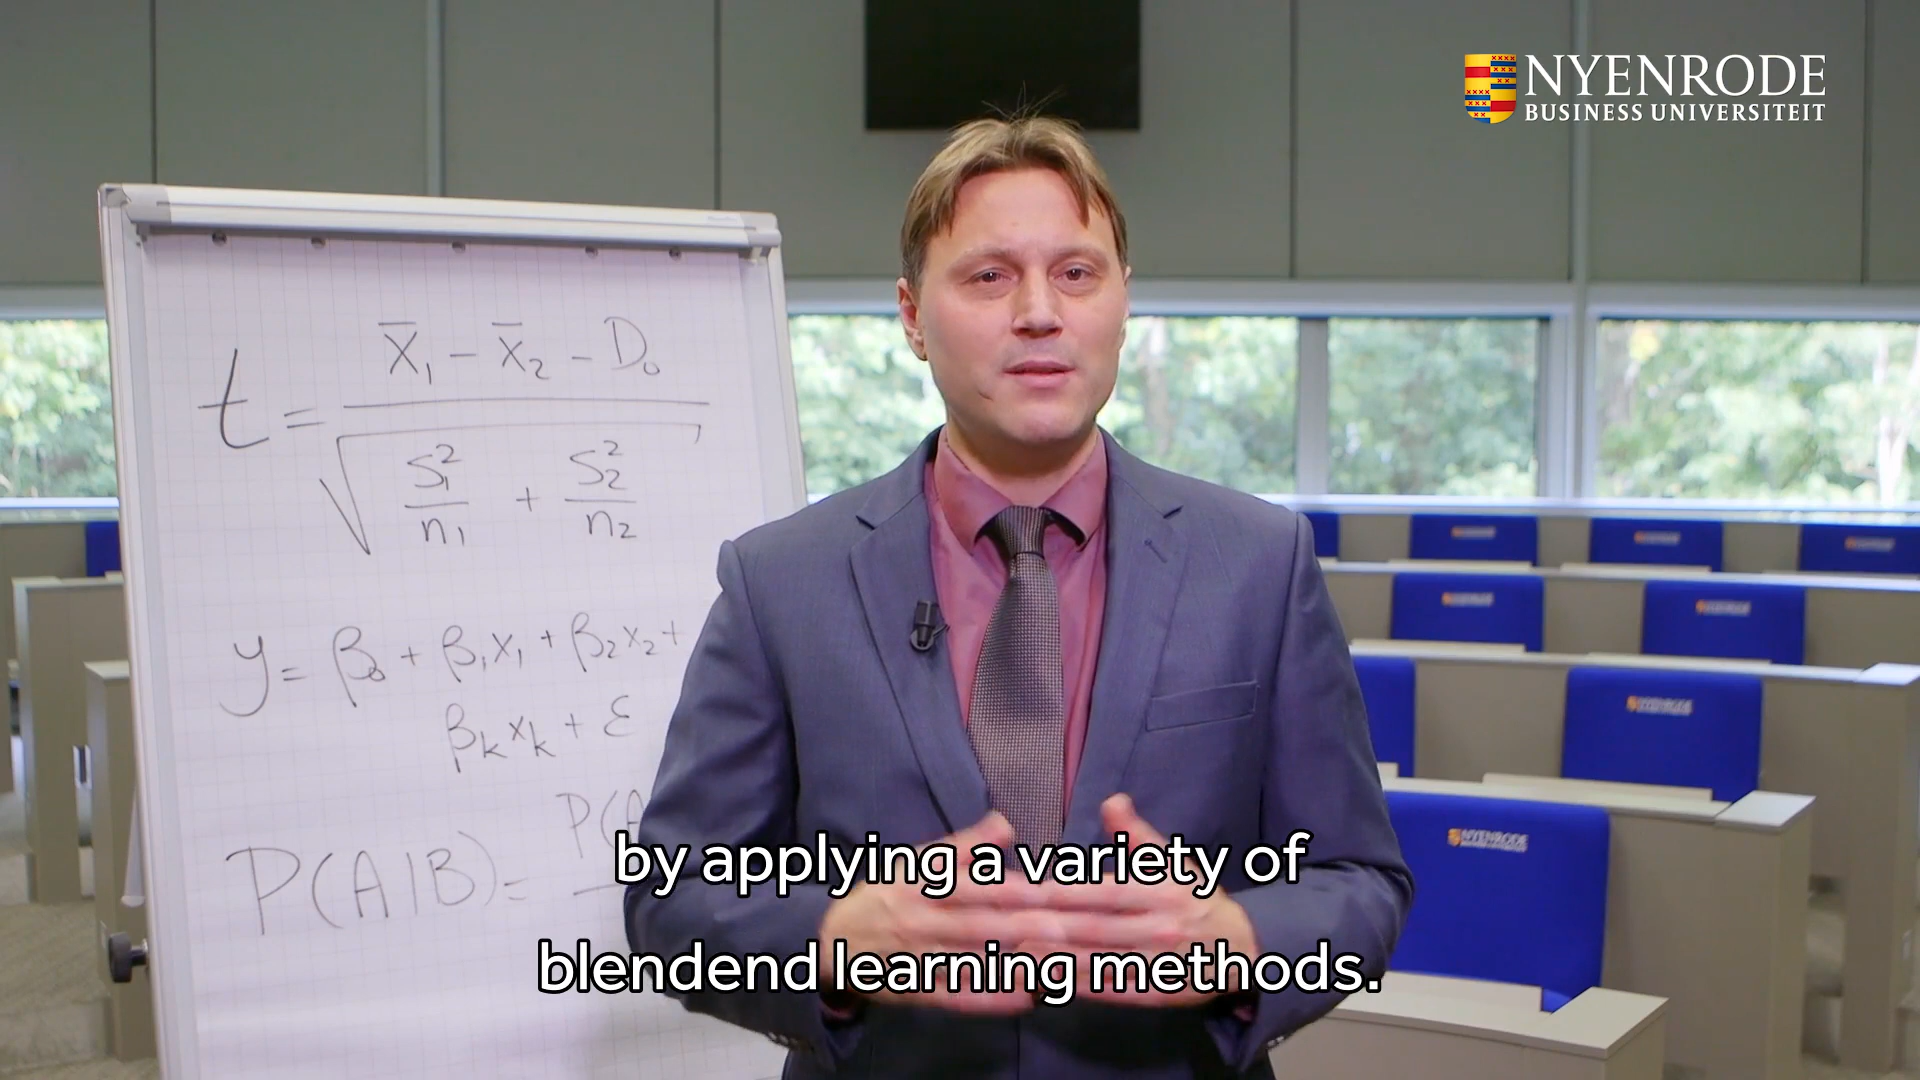 NYENRODE
BUSINESS UNIVERSITEIT
t = (x̄₁ − x̄₂ − D₀) / √(s₁²/n₁ + s₂²/n₂)
y = β₀ + β₁x₁ + β₂x₂ +
βₖxₖ + ε
P(A|B) = P(A
by applying a variety of
blendend learning methods.
NYENRODE